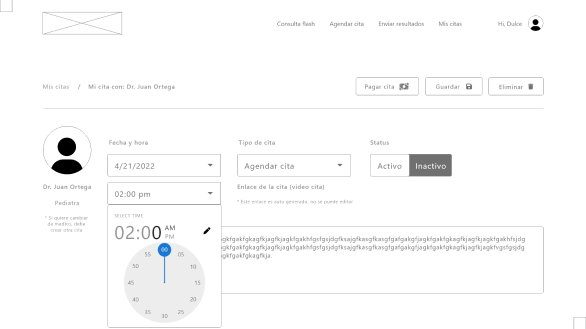 Consulta flash Agendar cita Enviar resultados Mis citas Hi, Dulce
Mis citas / Mi cita con: Dr. Juan Ortega Pagar cita Guardar Eliminar
Fecha y hora Tipo de cita Status
4/21/2022 Agendar cita Activo Inactivo
Dr. Juan Ortega 02:00 pm Enlace de la cita (video cita)
Pediatra * Este enlace es auto generado, no se puede editar
* Si quiere cambiar
de medico, debe
crear otra cita
SELECT TIME
02:00 AM
PM
00
05
10
15
20
25
30
35
40
45
50
55